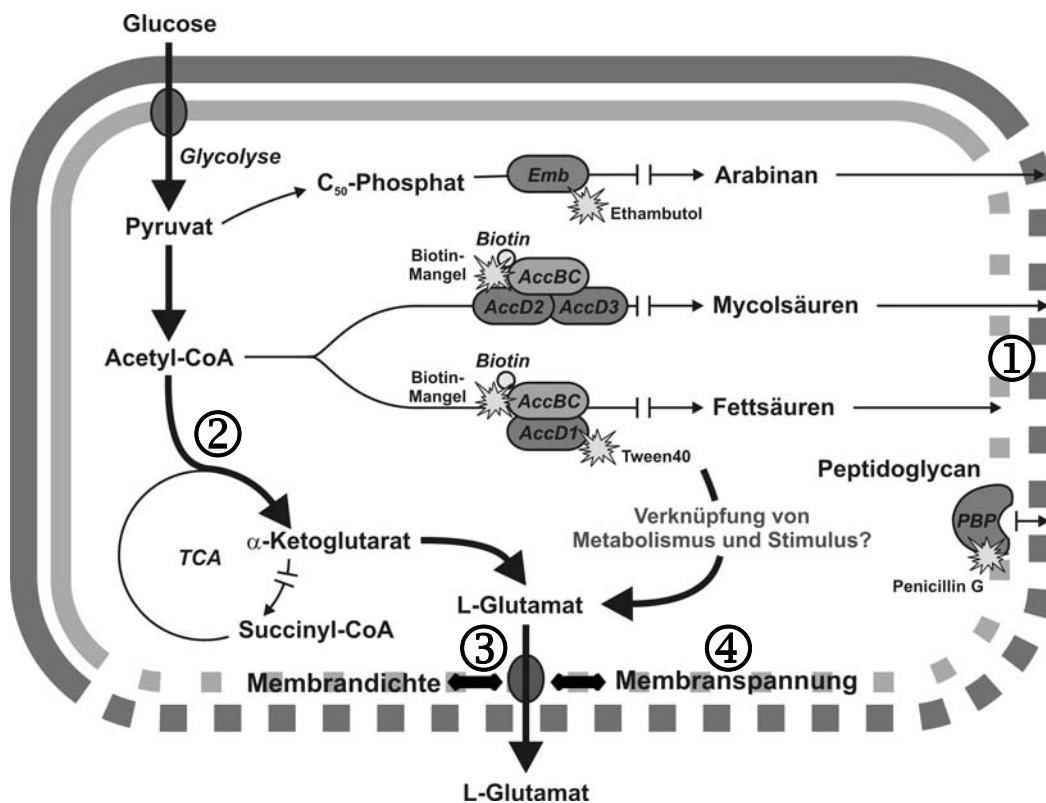 Glucose
Glycolyse
C₅₀-Phosphat
Emb
Arabinan
Ethambutol
Pyruvat
Biotin
Biotin-
Mangel
AccBC
AccD2
AccD3
Mycolsäuren
①
Acetyl-CoA
Biotin
Biotin-
Mangel
AccBC
Fettsäuren
AccD1
②
Tween40
Peptidoglycan
PBP
Penicillin G
Verknüpfung von
Metabolismus und Stimulus?
TCA
α-Ketoglutarat
L-Glutamat
Succinyl-CoA
③
④
Membrandichte
Membranspannung
L-Glutamat